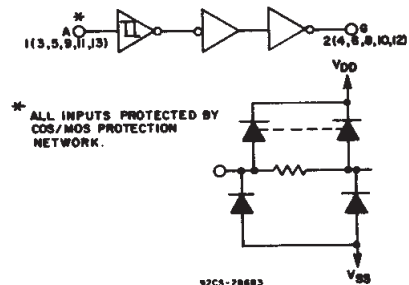 *
A G
1(3,5,9,11,13) 2(4,6,8,10,12)
VDD
* ALL INPUTS PROTECTED BY
COS/MOS PROTECTION
NETWORK.
VSS
92CS-29683